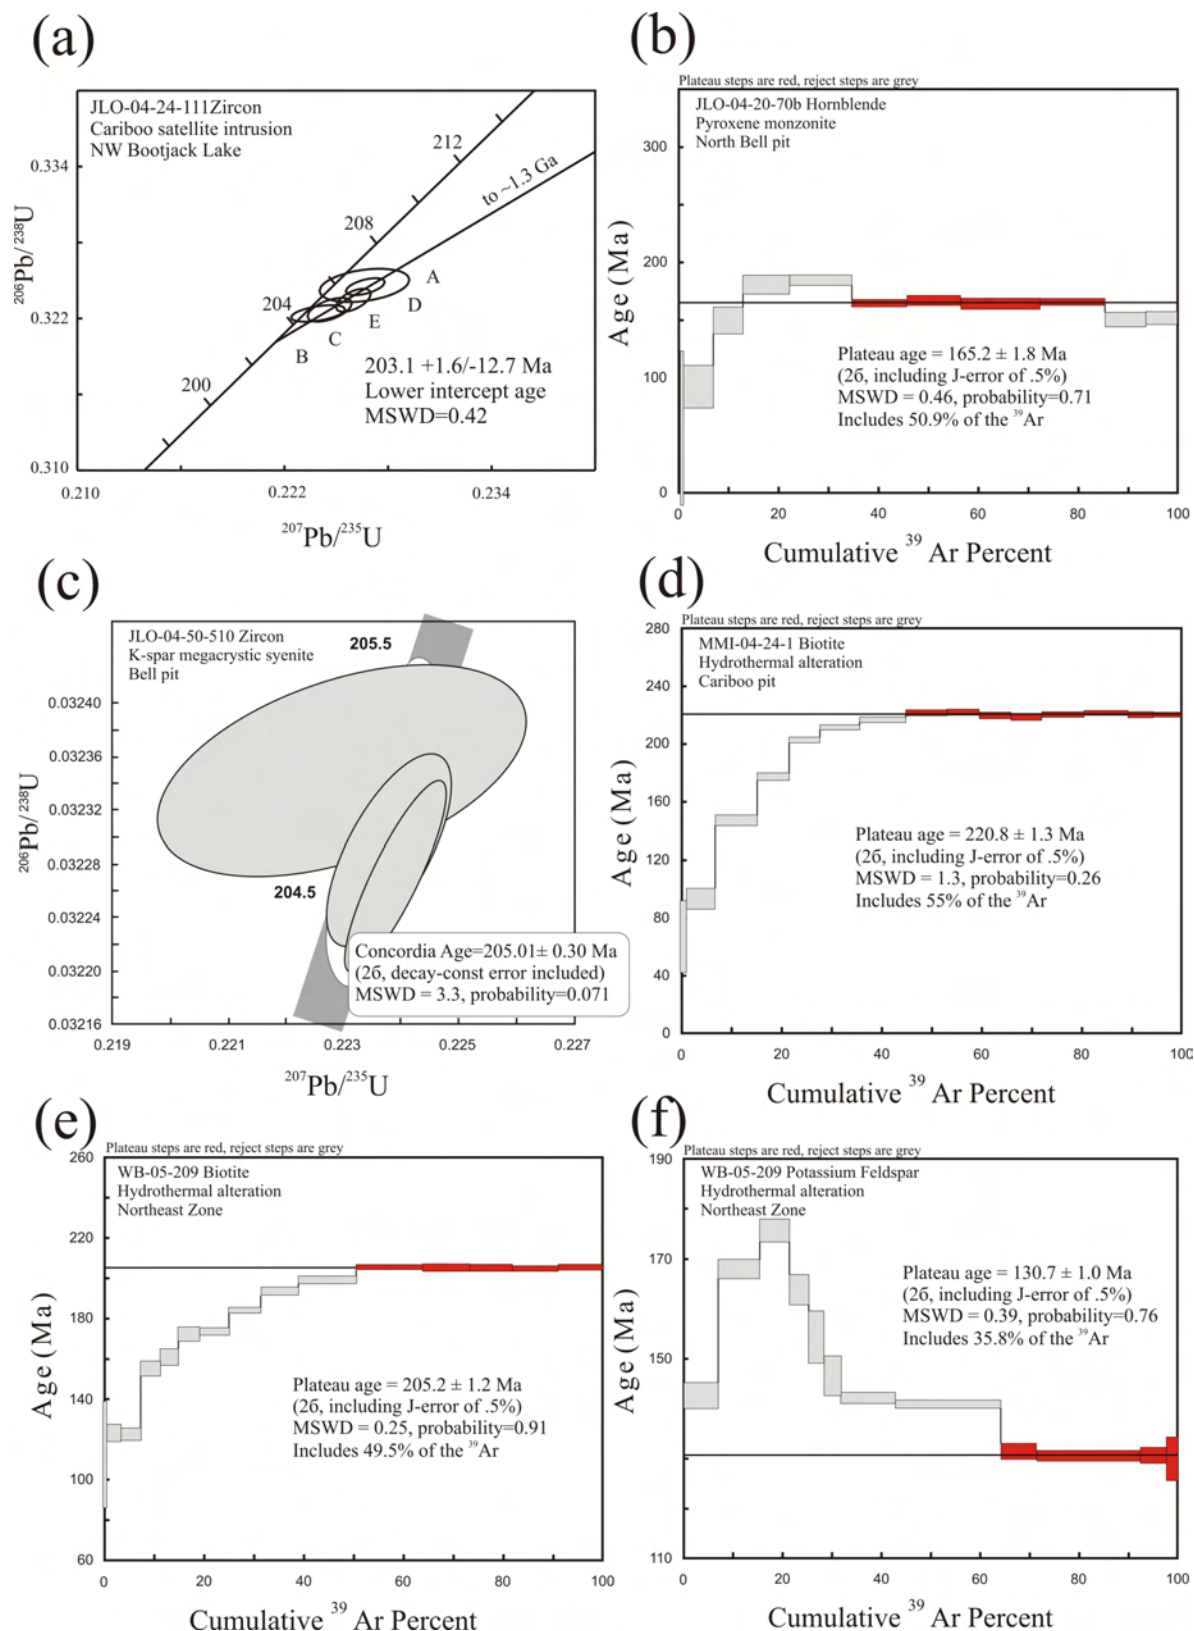 (a)
JLO-04-24-111Zircon
Cariboo satellite intrusion
NW Bootjack Lake
212
208
204
200
to ~1.3 Ga
A
D
E
C
B
203.1 +1.6/-12.7 Ma
Lower intercept age
MSWD=0.42
0.334
0.322
0.310
0.210
0.222
0.234
206Pb/238U
207Pb/235U
(b)
Plateau steps are red, reject steps are grey
JLO-04-20-70b Hornblende
Pyroxene monzonite
North Bell pit
300
200
100
0
Age (Ma)
Plateau age = 165.2 ± 1.8 Ma
(2б, including J-error of .5%)
MSWD = 0.46, probability=0.71
Includes 50.9% of the 39Ar
0 20 40 60 80 100
Cumulative 39 Ar Percent
(c)
JLO-04-50-510 Zircon
K-spar megacrystic syenite
Bell pit
205.5
204.5
Concordia Age=205.01± 0.30 Ma
(2б, decay-const error included)
MSWD = 3.3, probability=0.071
0.03240
0.03236
0.03232
0.03228
0.03224
0.03220
0.03216
0.219
0.221
0.223
0.225
0.227
206Pb/238U
207Pb/235U
(d)
Plateau steps are red, reject steps are grey
MMI-04-24-1 Biotite
Hydrothermal alteration
Cariboo pit
280
240
200
160
120
80
40
0
Age (Ma)
Plateau age = 220.8 ± 1.3 Ma
(2б, including J-error of .5%)
MSWD = 1.3, probability=0.26
Includes 55% of the 39Ar
0 20 40 60 80 100
Cumulative 39 Ar Percent
(e)
Plateau steps are red, reject steps are grey
WB-05-209 Biotite
Hydrothermal alteration
Northeast Zone
260
220
180
140
100
60
Age (Ma)
Plateau age = 205.2 ± 1.2 Ma
(2б, including J-error of .5%)
MSWD = 0.25, probability=0.91
Includes 49.5% of the 39Ar
0 20 40 60 80 100
Cumulative 39 Ar Percent
(f)
Plateau steps are red, reject steps are grey
WB-05-209 Potassium Feldspar
Hydrothermal alteration
Northeast Zone
190
170
150
110
Age (Ma)
Plateau age = 130.7 ± 1.0 Ma
(2б, including J-error of .5%)
MSWD = 0.39, probability=0.76
Includes 35.8% of the 39Ar
0 20 40 60 80 100
Cumulative 39 Ar Percent